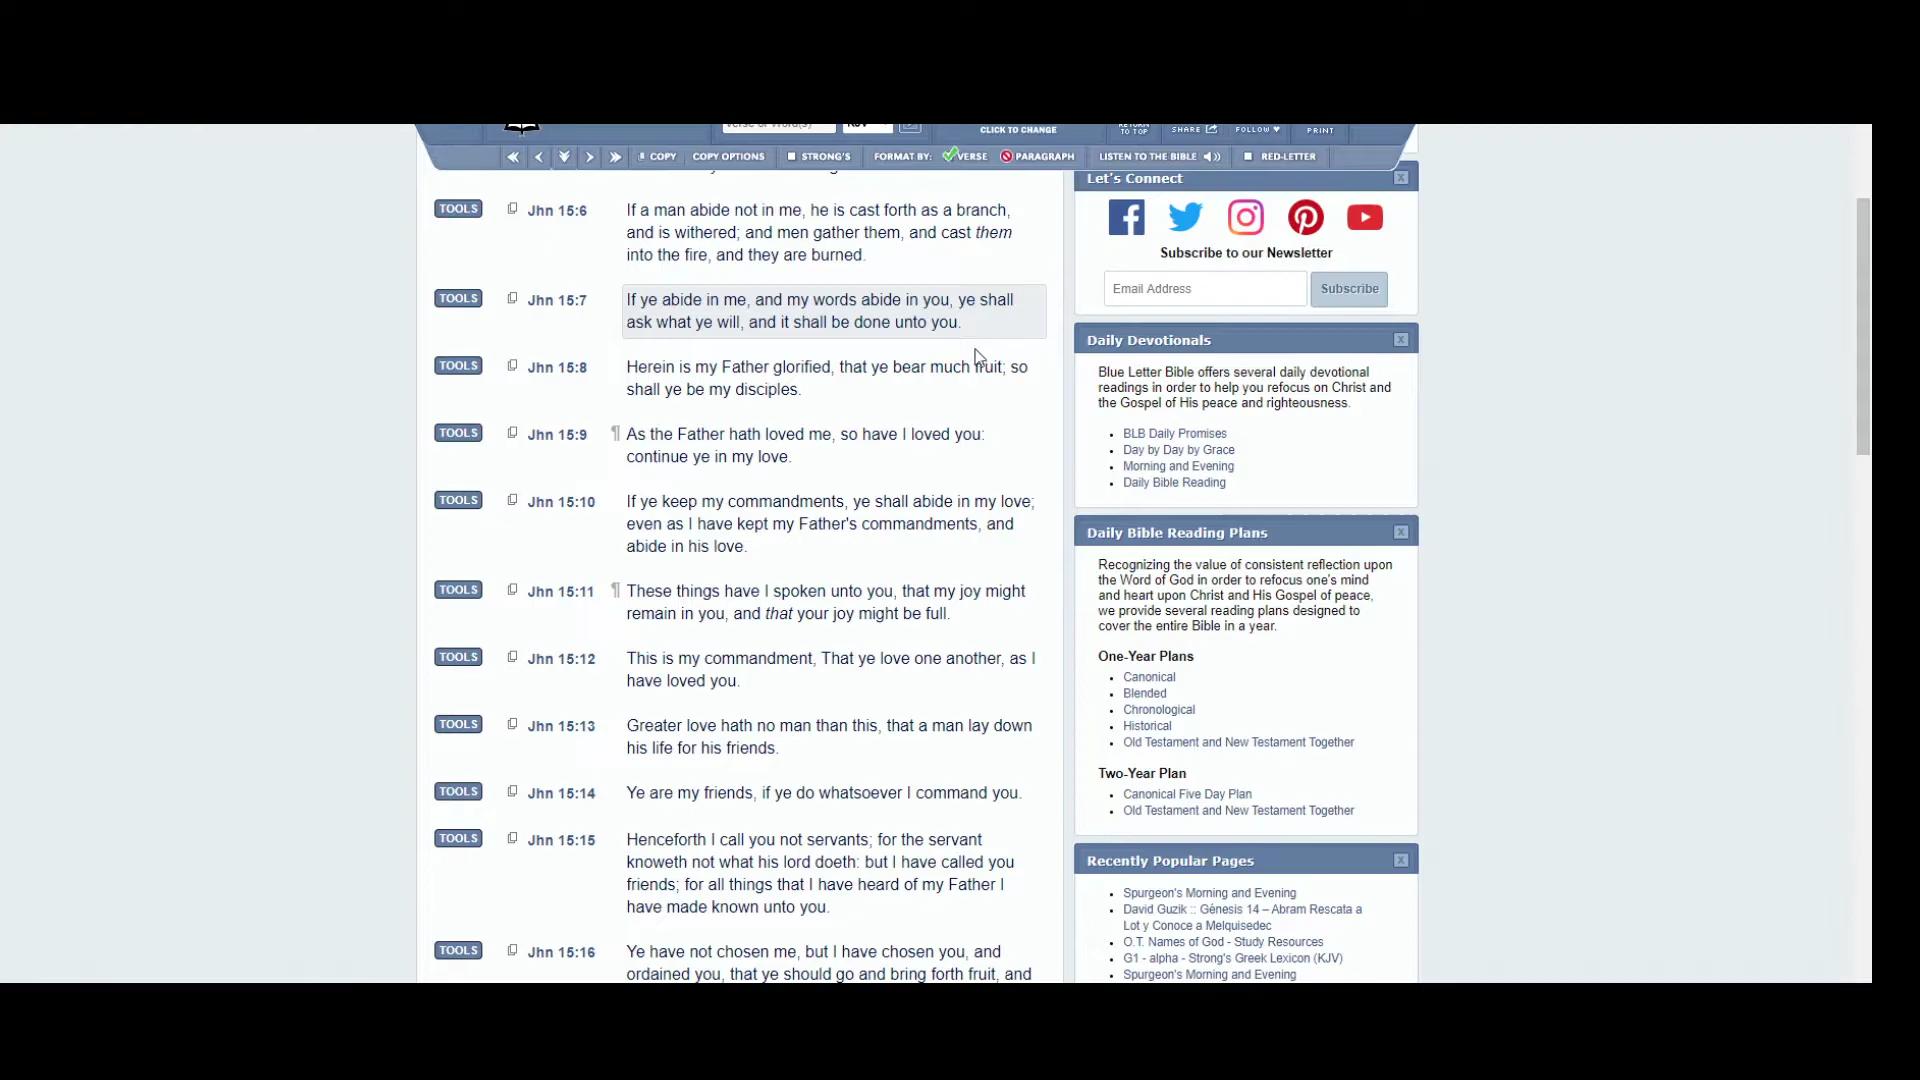 CLICK TO CHANGE
RETURN
TO TOP
SHARE
FOLLOW
PRINT
COPY
COPY OPTIONS
STRONG'S
FORMAT BY:
VERSE
PARAGRAPH
LISTEN TO THE BIBLE
RED-LETTER
TOOLS
Jhn 15:6
If a man abide not in me, he is cast forth as a branch,
and is withered; and men gather them, and cast them
into the fire, and they are burned.
TOOLS
Jhn 15:7
If ye abide in me, and my words abide in you, ye shall
ask what ye will, and it shall be done unto you.
TOOLS
Jhn 15:8
Herein is my Father glorified, that ye bear much fruit; so
shall ye be my disciples.
TOOLS
Jhn 15:9
¶ As the Father hath loved me, so have I loved you:
continue ye in my love.
TOOLS
Jhn 15:10
If ye keep my commandments, ye shall abide in my love;
even as I have kept my Father's commandments, and
abide in his love.
TOOLS
Jhn 15:11
¶ These things have I spoken unto you, that my joy might
remain in you, and that your joy might be full.
TOOLS
Jhn 15:12
This is my commandment, That ye love one another, as I
have loved you.
TOOLS
Jhn 15:13
Greater love hath no man than this, that a man lay down
his life for his friends.
TOOLS
Jhn 15:14
Ye are my friends, if ye do whatsoever I command you.
TOOLS
Jhn 15:15
Henceforth I call you not servants; for the servant
knoweth not what his lord doeth: but I have called you
friends; for all things that I have heard of my Father I
have made known unto you.
TOOLS
Jhn 15:16
Ye have not chosen me, but I have chosen you, and
ordained you, that ye should go and bring forth fruit, and
Let's Connect
X
Subscribe to our Newsletter
Email Address
Subscribe
Daily Devotionals
X
Blue Letter Bible offers several daily devotional
readings in order to help you refocus on Christ and
the Gospel of His peace and righteousness.
BLB Daily Promises
Day by Day by Grace
Morning and Evening
Daily Bible Reading
Daily Bible Reading Plans
X
Recognizing the value of consistent reflection upon
the Word of God in order to refocus one's mind
and heart upon Christ and His Gospel of peace,
we provide several reading plans designed to
cover the entire Bible in a year.
One-Year Plans
Canonical
Blended
Chronological
Historical
Old Testament and New Testament Together
Two-Year Plan
Canonical Five Day Plan
Old Testament and New Testament Together
Recently Popular Pages
X
Spurgeon's Morning and Evening
David Guzik :: Génesis 14 – Abram Rescata a
Lot y Conoce a Melquisedec
O.T. Names of God - Study Resources
G1 - alpha - Strong's Greek Lexicon (KJV)
Spurgeon's Morning and Evening